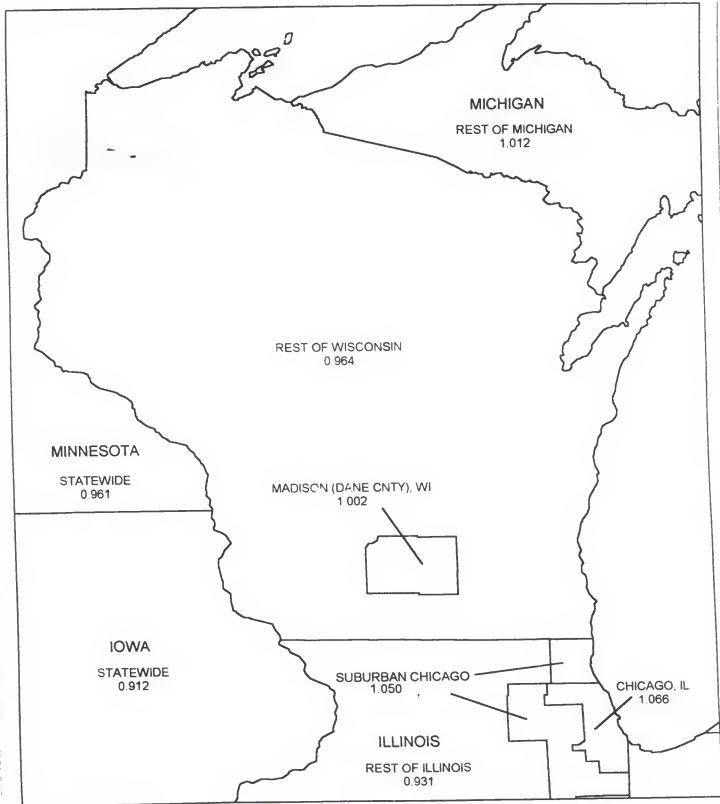 MICHIGAN
REST OF MICHIGAN
1.012
REST OF WISCONSIN
0.964
MINNESOTA
STATEWIDE
0.961
MADISON (DANE CNTY), WI
1.002
IOWA
STATEWIDE
0.912
SUBURBAN CHICAGO
1.050
CHICAGO, IL
1.066
ILLINOIS
REST OF ILLINOIS
0.931